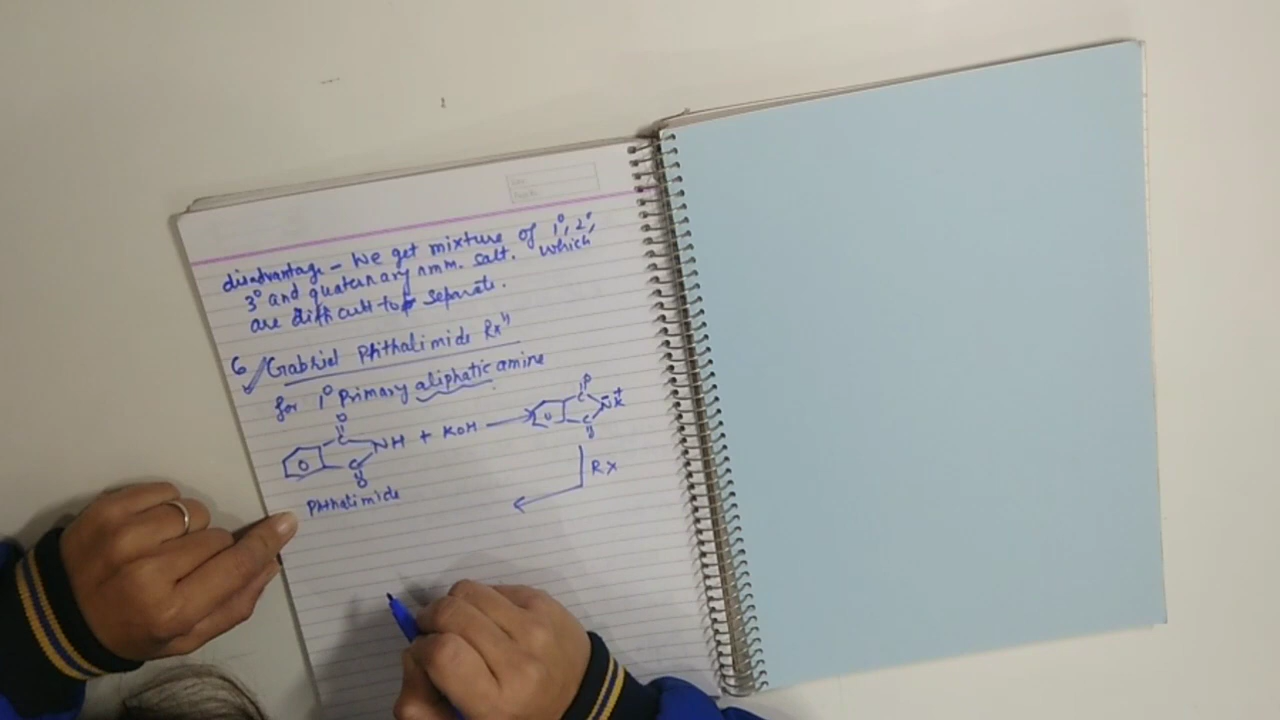 disadvantage - We get mixture of 1°, 2°,
3° and quaternary amm. salt. which
are difficult to separate.
6 Gabriel Phthalimide Rxⁿ
for 1° Primary aliphatic amine
O
C
NH + KOH → 
C
O
O
C
N̄K⁺
C
O
RX
Phthalimide